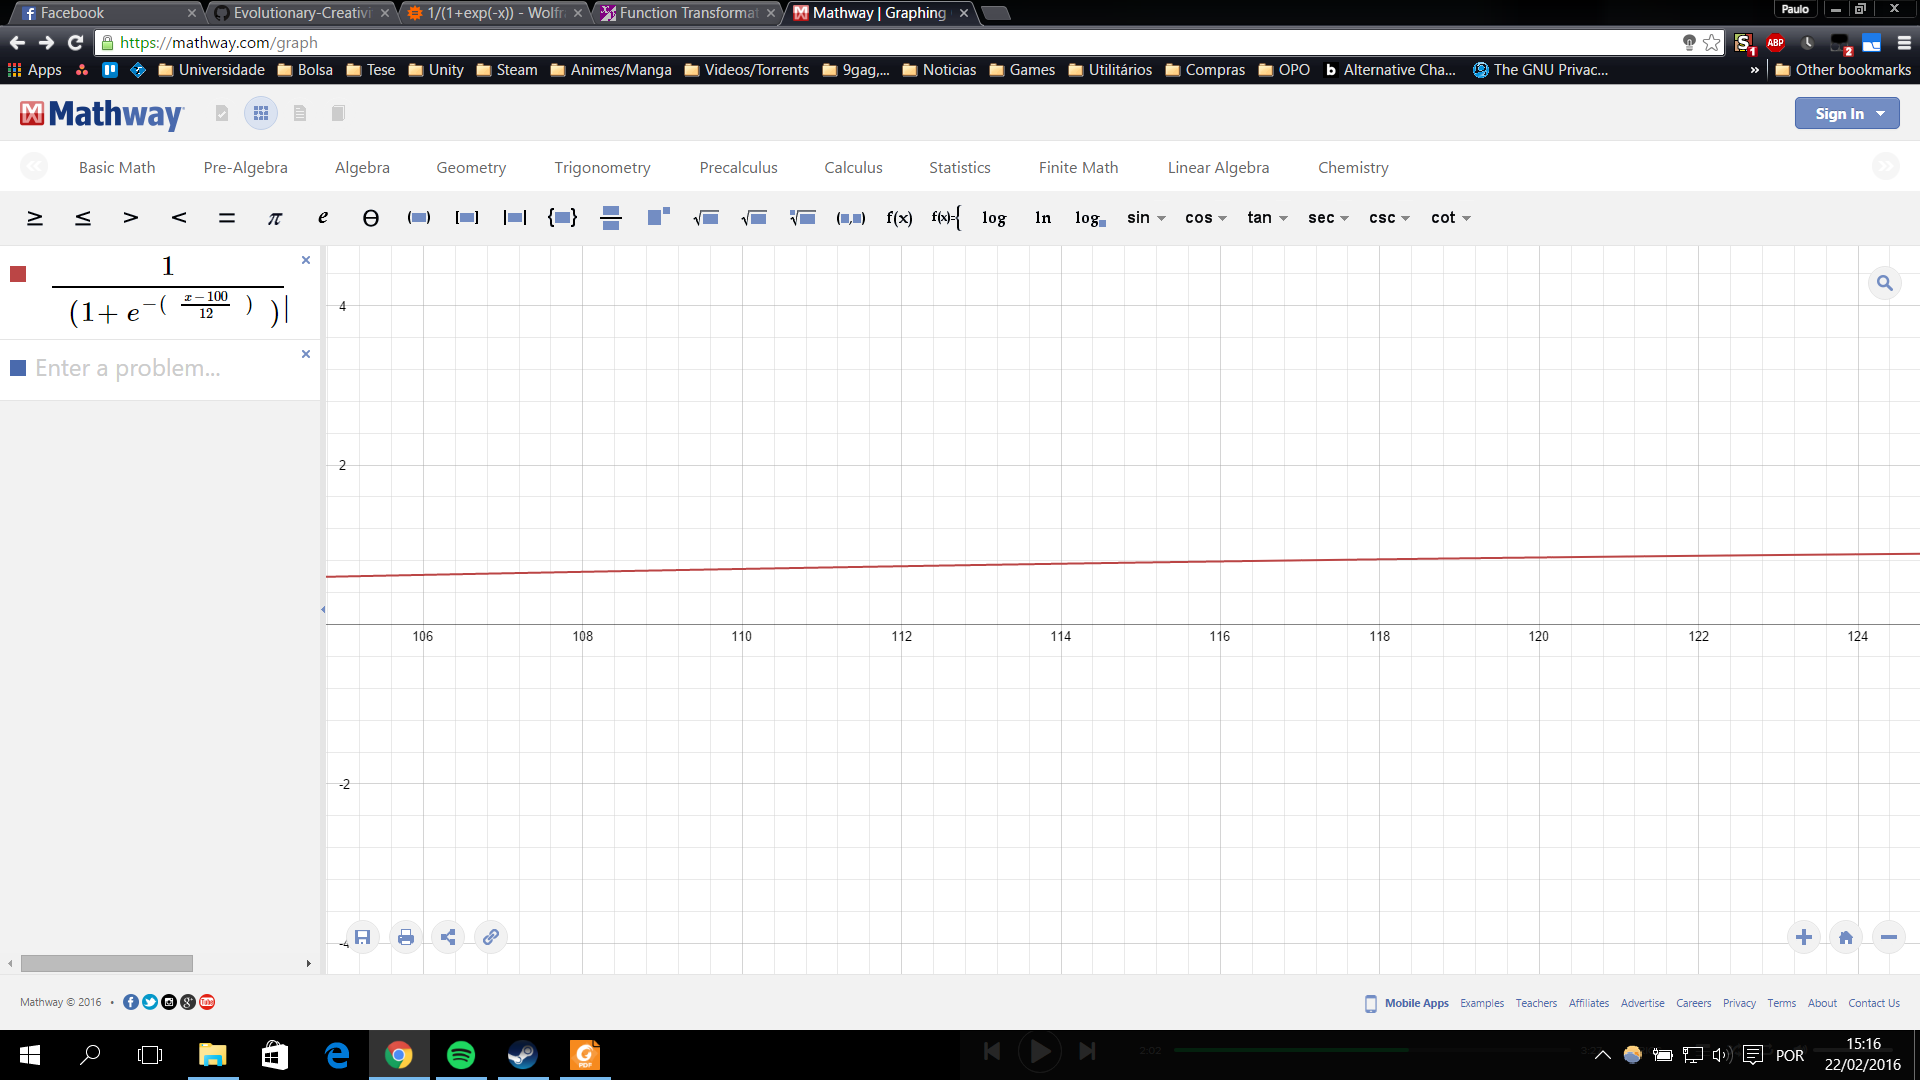 Facebook
Evolutionary-Creativi
1/(1+exp(-x)) - Wolfr
Function Transformat
Mathway | Graphing
Paulo
https://mathway.com/graph
S 1
ABP
2
Apps
Universidade
Bolsa
Tese
Unity
Steam
Animes/Manga
Videos/Torrents
9gag,...
Noticias
Games
Utilitários
Compras
OPO
b Alternative Cha...
The GNU Privac...
»
Other bookmarks
Mathway
Sign In
Basic Math
Pre-Algebra
Algebra
Geometry
Trigonometry
Precalculus
Calculus
Statistics
Finite Math
Linear Algebra
Chemistry
≥ ≤ > < = π e Θ (■) [■] |■| {■} f(x) f(x)={ log ln log sin cos tan sec csc cot
1
(1+ e −( x−100 / 12 ) )
Enter a problem...
4
2
106 108 110 112 114 116 118 120 122 124
-2
-4
Mathway © 2016 •
Mobile Apps
Examples
Teachers
Affiliates
Advertise
Careers
Privacy
Terms
About
Contact Us
2:02
POR
15:16
22/02/2016